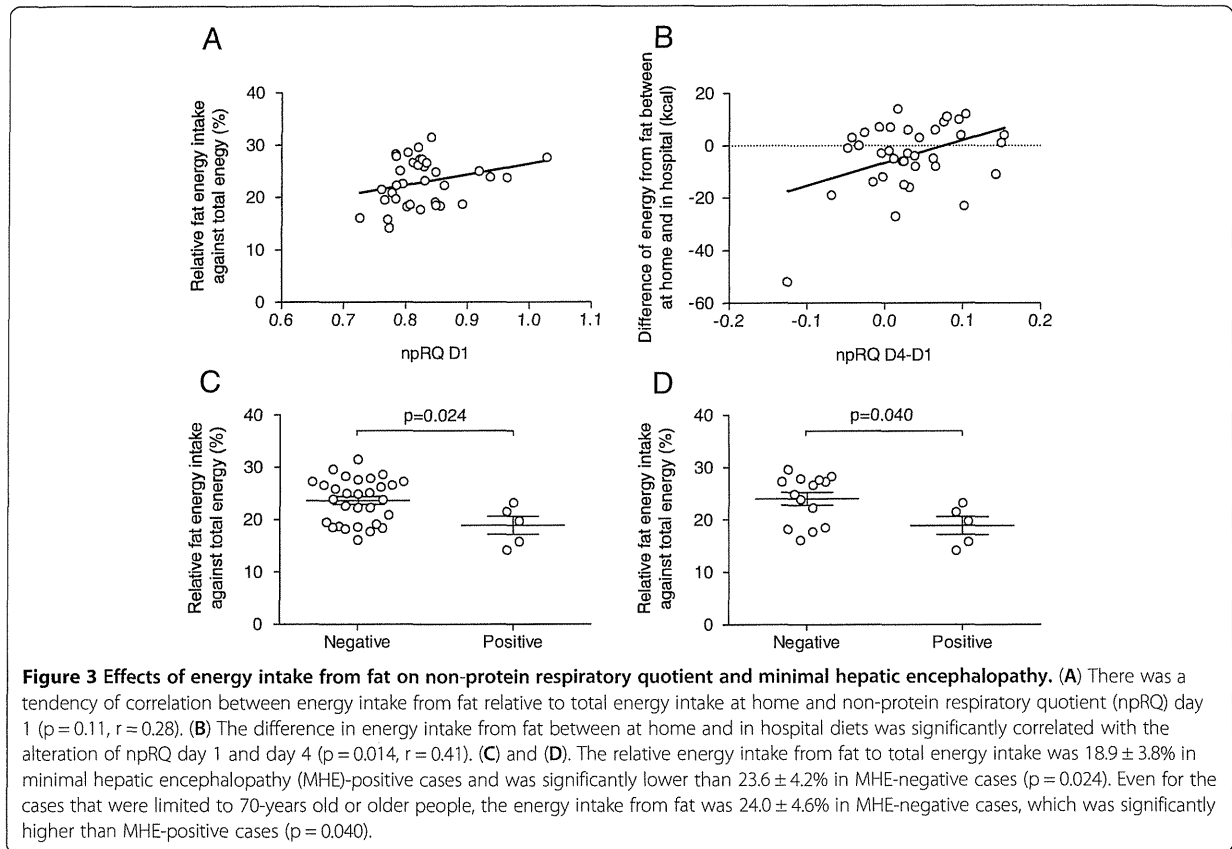 A
Relative fat energy intake
against total enegy (%)
40
30
20
10
0
0.6 0.7 0.8 0.9 1.0 1.1
npRQ D1
B
Difference of energy from fat between
at home and in hospital (kcal)
20
0
-20
-40
-60
-0.2 -0.1 0.0 0.1 0.2
npRQ D4-D1
C
Relative fat energy intake
against total energy (%)
40
30
20
10
0
p=0.024
Negative Positive
D
Relative fat energy intake
against total energy (%)
40
30
20
10
0
p=0.040
Negative Positive
Figure 3 Effects of energy intake from fat on non-protein respiratory quotient and minimal hepatic encephalopathy. (A) There was a
tendency of correlation between energy intake from fat relative to total energy intake at home and non-protein respiratory quotient (npRQ) day
1 (p = 0.11, r = 0.28). (B) The difference in energy intake from fat between at home and in hospital diets was significantly correlated with the
alteration of npRQ day 1 and day 4 (p = 0.014, r = 0.41). (C) and (D). The relative energy intake from fat to total energy intake was 18.9 ± 3.8% in
minimal hepatic encephalopathy (MHE)-positive cases and was significantly lower than 23.6 ± 4.2% in MHE-negative cases (p = 0.024). Even for the
cases that were limited to 70-years old or older people, the energy intake from fat was 24.0 ± 4.6% in MHE-negative cases, which was significantly
higher than MHE-positive cases (p = 0.040).